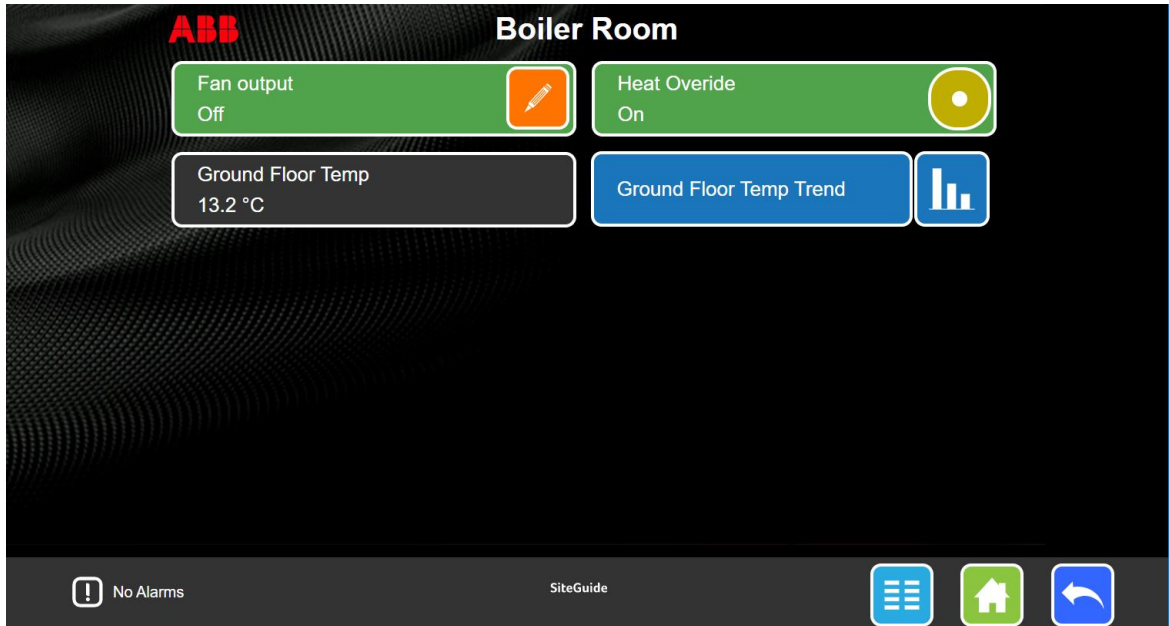 ABB
Boiler Room
Fan output
Off
Heat Overide
On
Ground Floor Temp
13.2 °C
Ground Floor Temp Trend
No Alarms
SiteGuide